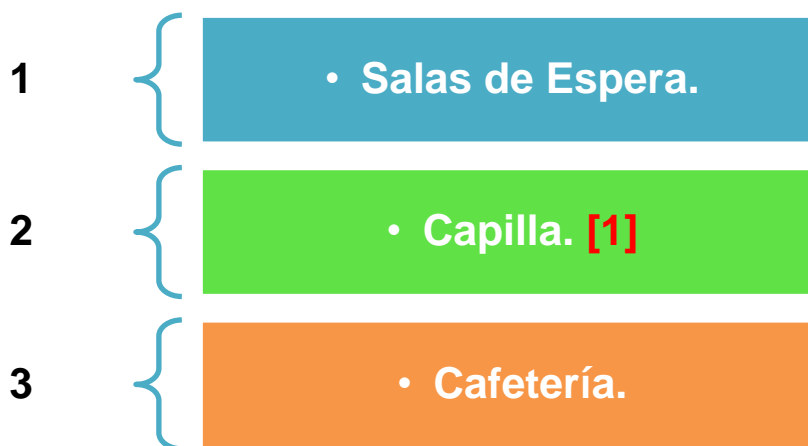 1 • Salas de Espera.
2 • Capilla. [1]
3 • Cafetería.